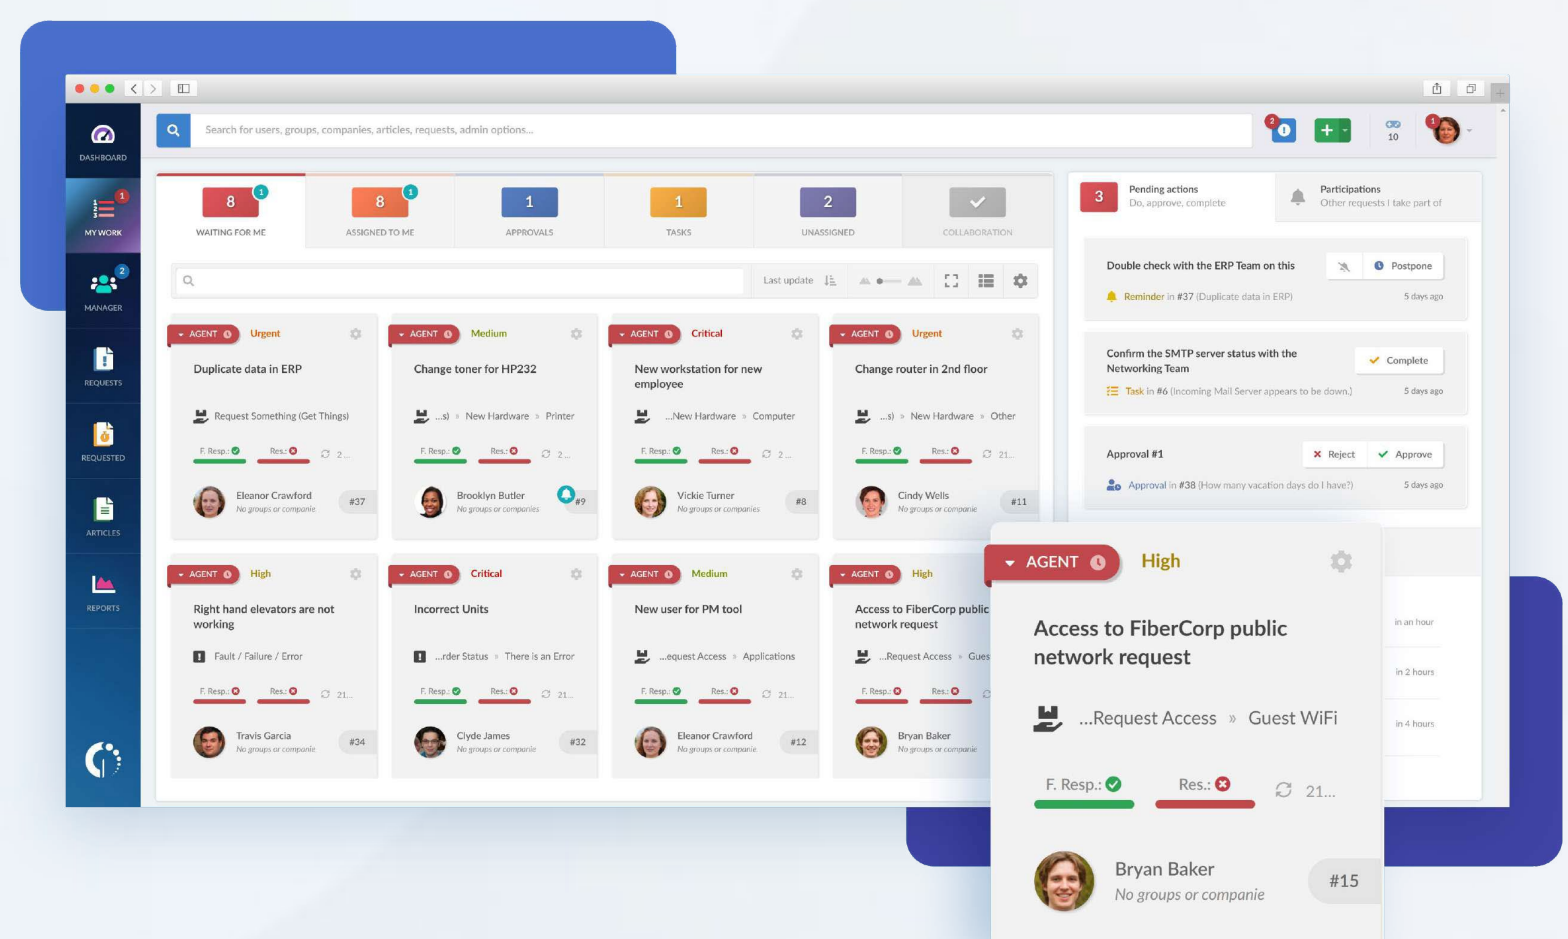 DASHBOARD
1
MY WORK
2
MANAGER
REQUESTS
REQUESTED
ARTICLES
REPORTS
Search for users, groups, companies, articles, requests, admin options...
2
10
1
8 1
WAITING FOR ME
8 1
ASSIGNED TO ME
1
APPROVALS
1
TASKS
2
UNASSIGNED
COLLABORATION
Last update
AGENT Urgent
Duplicate data in ERP
Request Something (Get Things)
F. Resp.: Res.: 2 ...
Eleanor Crawford
No groups or companie
#37
AGENT Medium
Change toner for HP232
...s) » New Hardware » Printer
F. Resp.: Res.: 2 ...
Brooklyn Butler
No groups or companies
#9
AGENT Critical
New workstation for new
employee
...New Hardware » Computer
F. Resp.: Res.: 2 ...
Vickie Turner
No groups or companies
#8
AGENT Urgent
Change router in 2nd floor
...s) » New Hardware » Other
F. Resp.: Res.: 21...
Cindy Wells
No groups or companie
#11
AGENT High
Right hand elevators are not
working
Fault / Failure / Error
F. Resp.: Res.: 21...
Travis Garcia
No groups or companie
#34
AGENT Critical
Incorrect Units
...rder Status » There is an Error
F. Resp.: Res.: 21...
Clyde James
No groups or companie
#32
AGENT Medium
New user for PM tool
...equest Access » Applications
F. Resp.: Res.: 21...
Eleanor Crawford
No groups or companie
#12
AGENT High
Access to FiberCorp public
network request
...Request Access » Gues
F. Resp.: Res.:
Bryan Baker
No groups or companie
3
Pending actions
Do, approve, complete
Participations
Other requests I take part of
Double check with the ERP Team on this
Postpone
Reminder in #37 (Duplicate data in ERP)
5 days ago
Confirm the SMTP server status with the
Networking Team
Complete
Task in #6 (Incoming Mail Server appears to be down.)
5 days ago
Approval #1
Reject
Approve
Approval in #38 (How many vacation days do I have?)
5 days ago
in an hour
in 2 hours
in 4 hours
AGENT High
Access to FiberCorp public
network request
...Request Access » Guest WiFi
F. Resp.: Res.: 21...
Bryan Baker
No groups or companie
#15